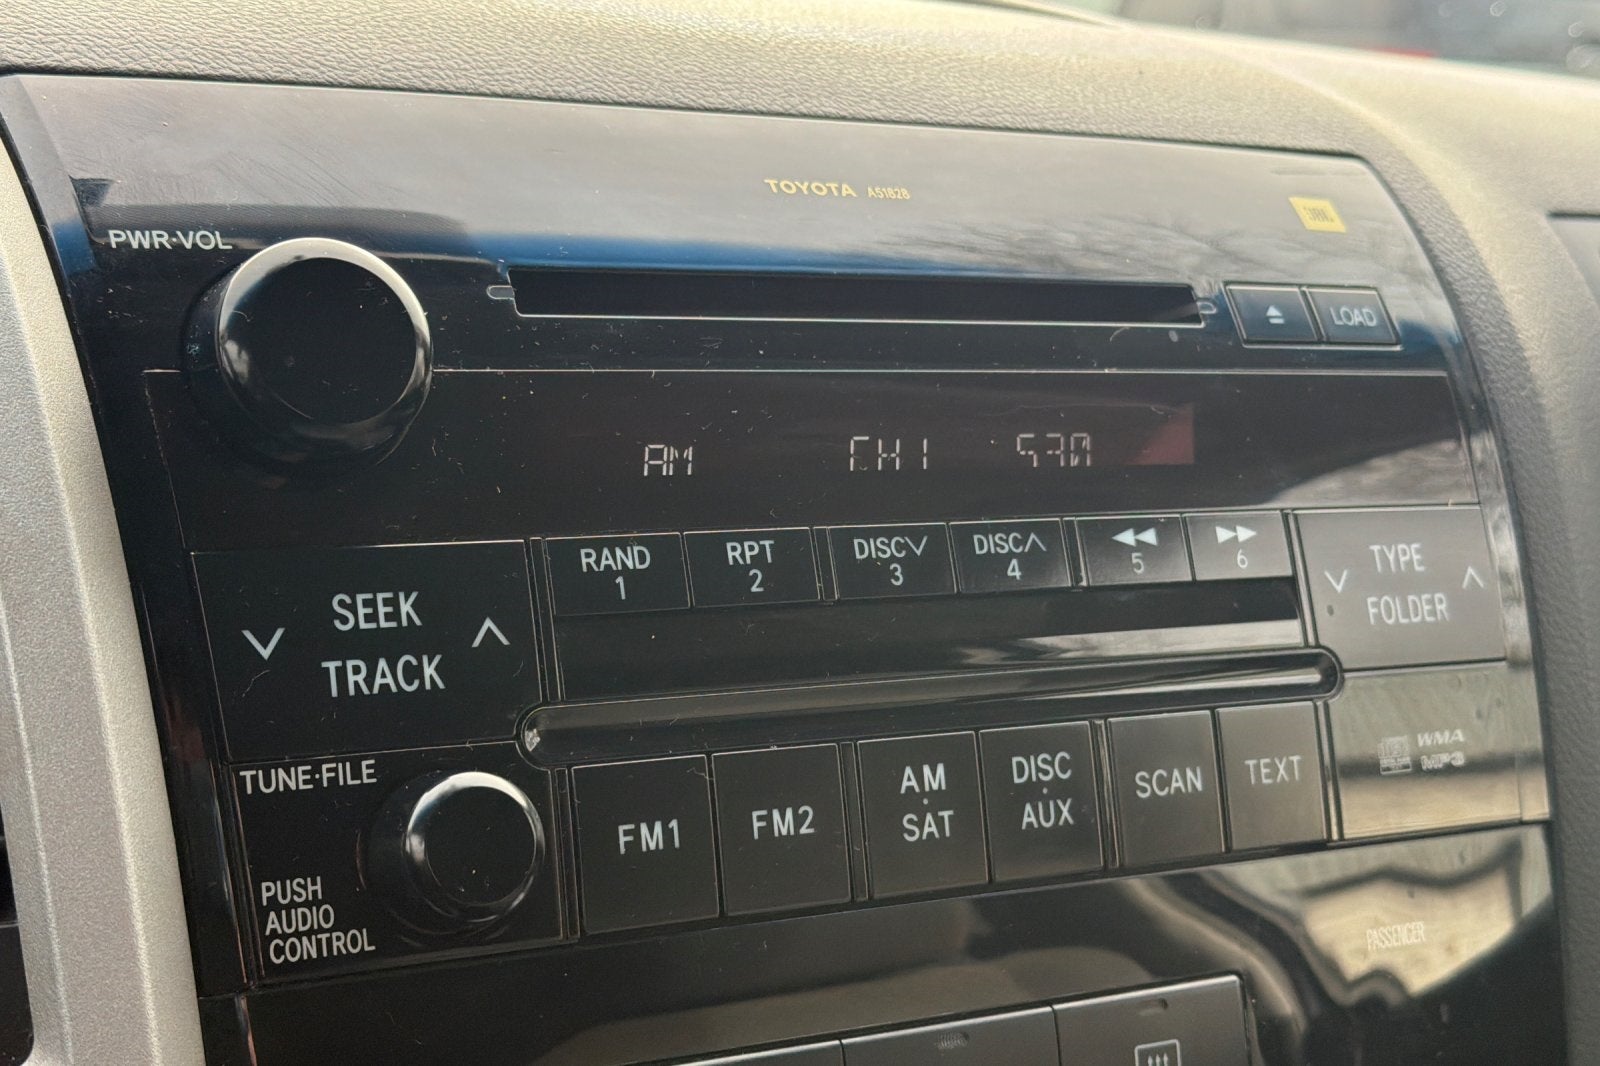 TOYOTA A51828
JBL
PWR·VOL
LOAD
AM CH1 530
RAND
1
RPT
2
DISC
3
DISC
4
5
6
SEEK
TRACK
TYPE
FOLDER
TUNE·FILE
PUSH
AUDIO
CONTROL
FM1
FM2
AM
SAT
DISC
AUX
SCAN
TEXT
WMA
MP3
PASSENGER